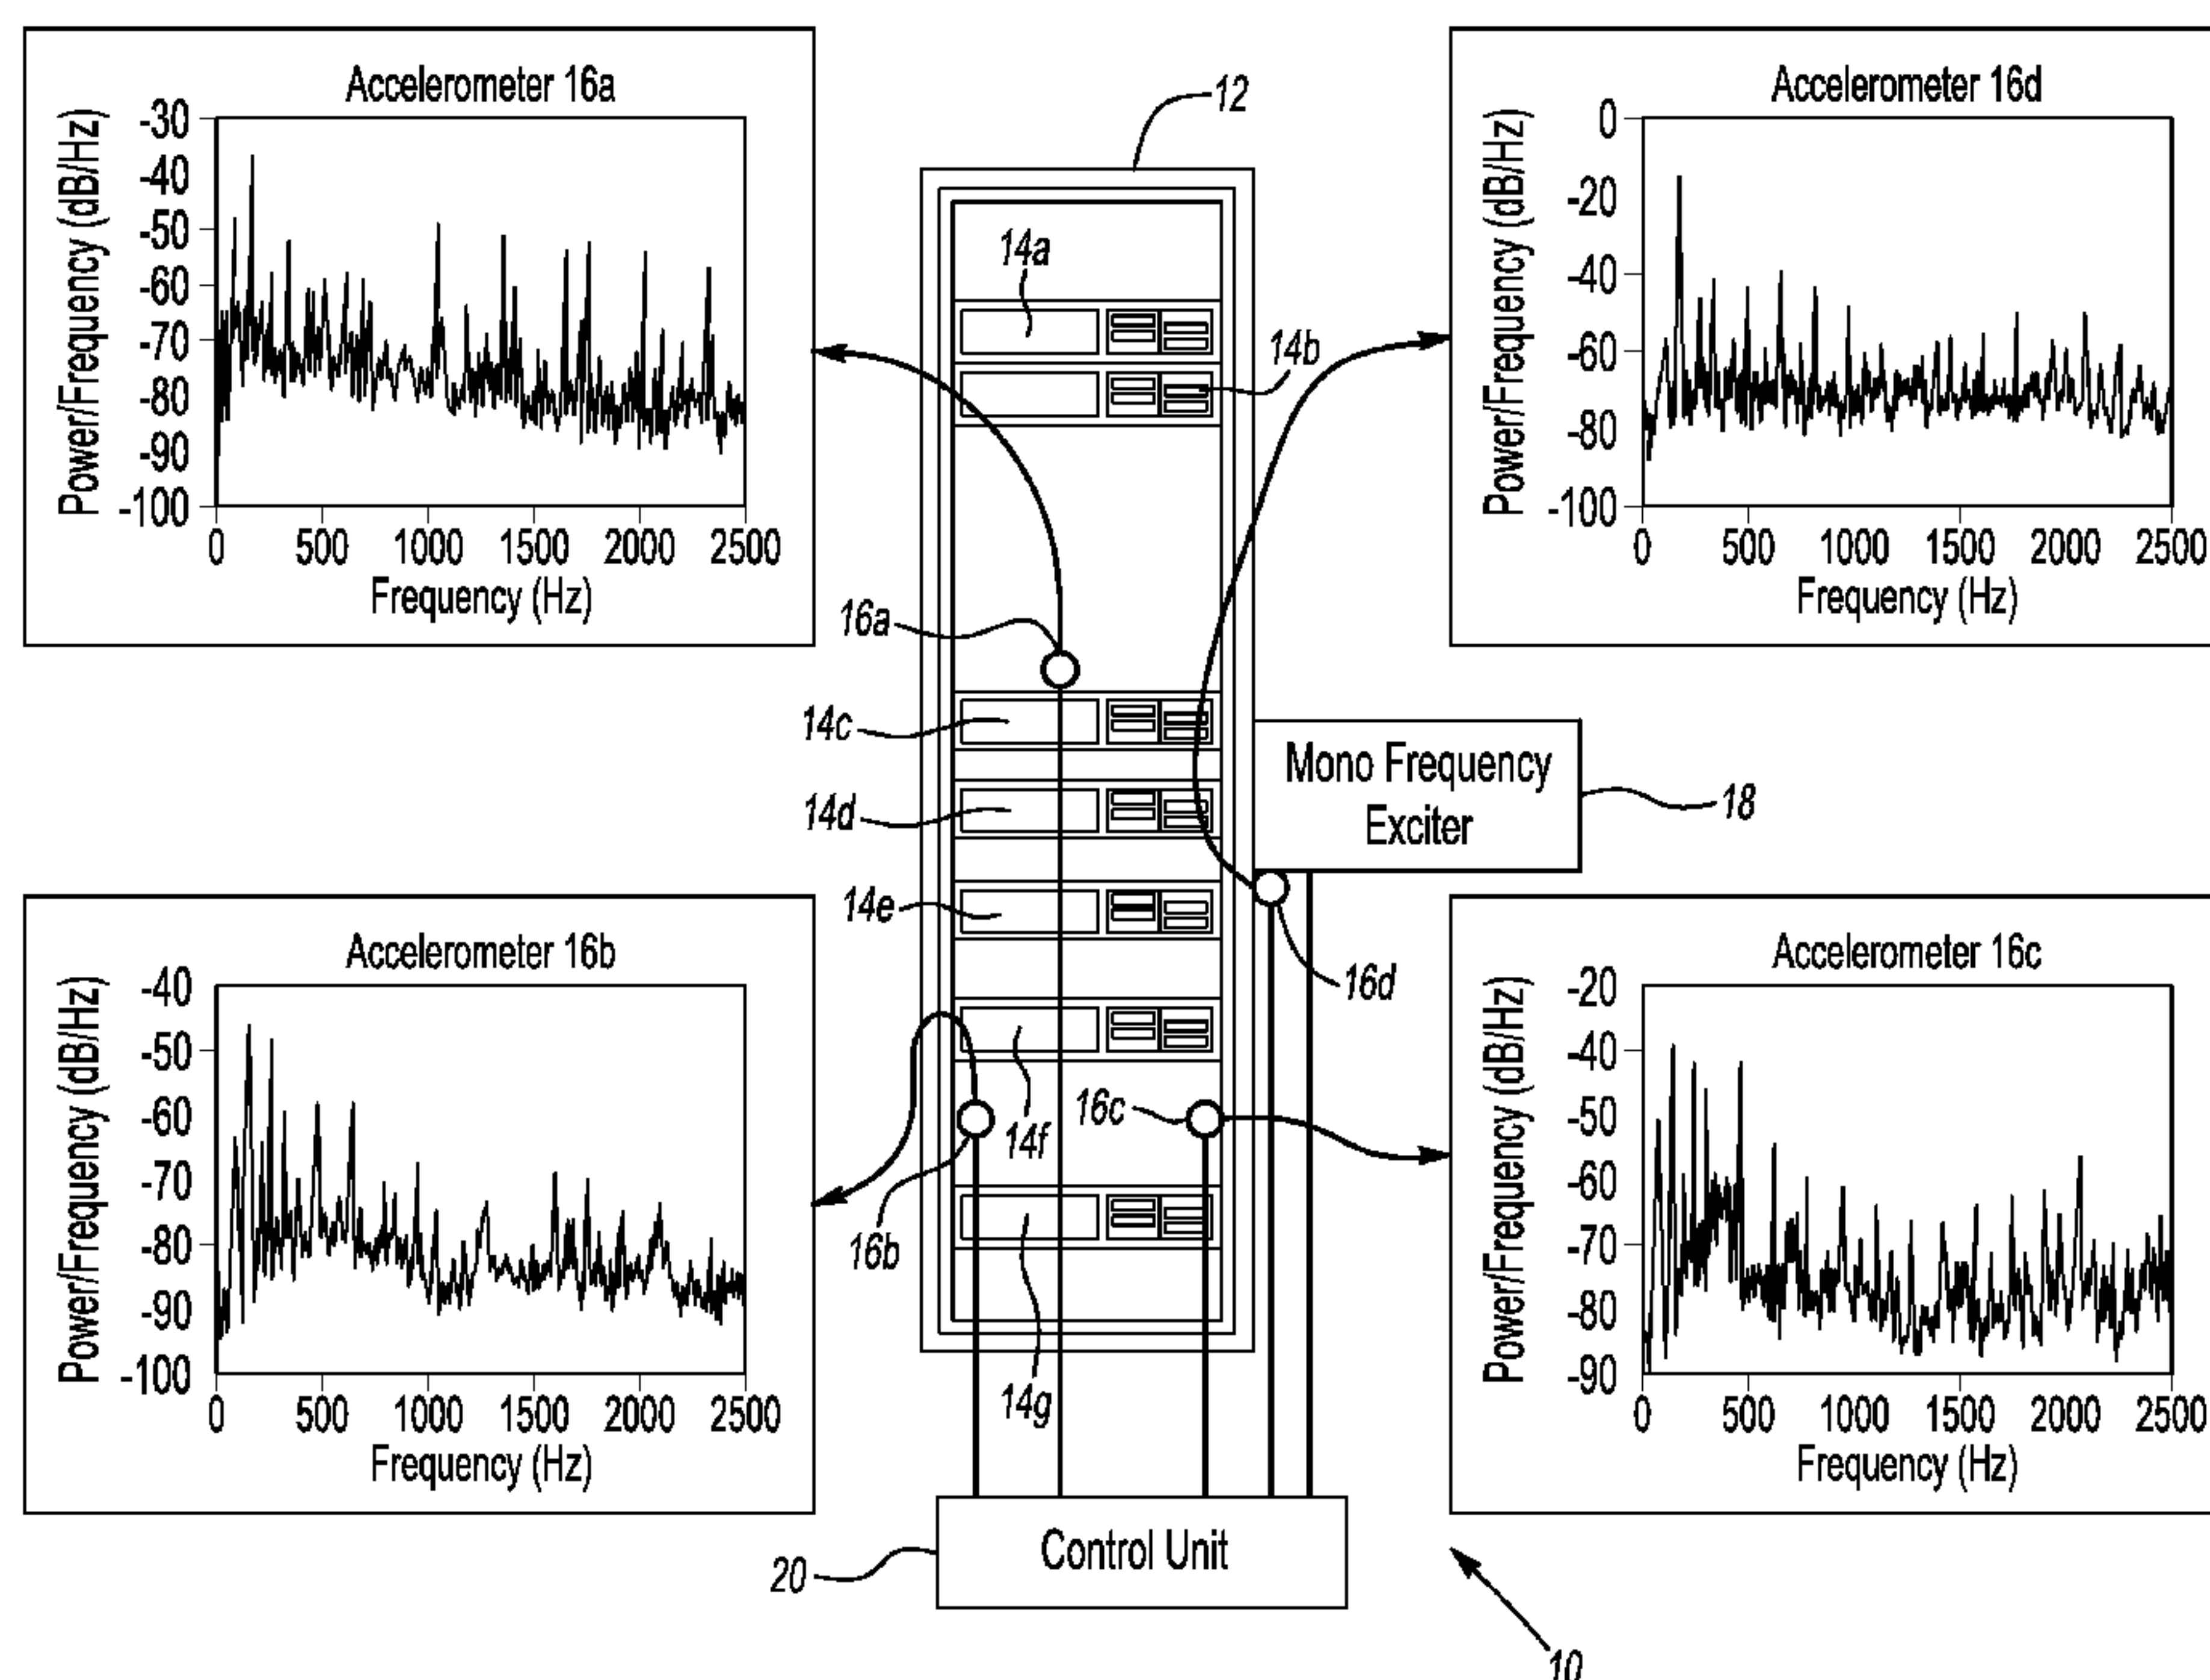 Accelerometer 16a
Power/Frequency (dB/Hz)
-30
-40
-50
-60
-70
-80
-90
-100
0 500 1000 1500 2000 2500
Frequency (Hz)
12
14a
14b
16a
14c
14d
14e
14f
16b
16c
14g
Accelerometer 16d
Power/Frequency (dB/Hz)
0
-20
-40
-60
-80
-100
0 500 1000 1500 2000 2500
Frequency (Hz)
Mono Frequency
Exciter
18
16d
Accelerometer 16b
Power/Frequency (dB/Hz)
-40
-50
-60
-70
-80
-90
-100
0 500 1000 1500 2000 2500
Frequency (Hz)
Accelerometer 16c
Power/Frequency (dB/Hz)
-20
-40
-50
-60
-70
-80
-90
0 500 1000 1500 2000 2500
Frequency (Hz)
20
Control Unit
10